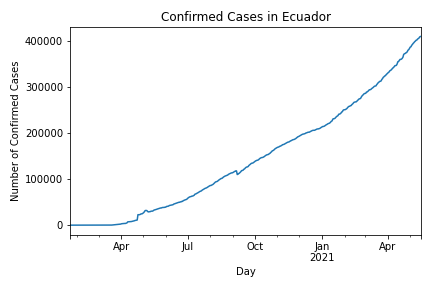 Confirmed Cases in Ecuador
Number of Confirmed Cases
400000
300000
200000
100000
0
Apr
Jul
Oct
Jan
2021
Apr
Day